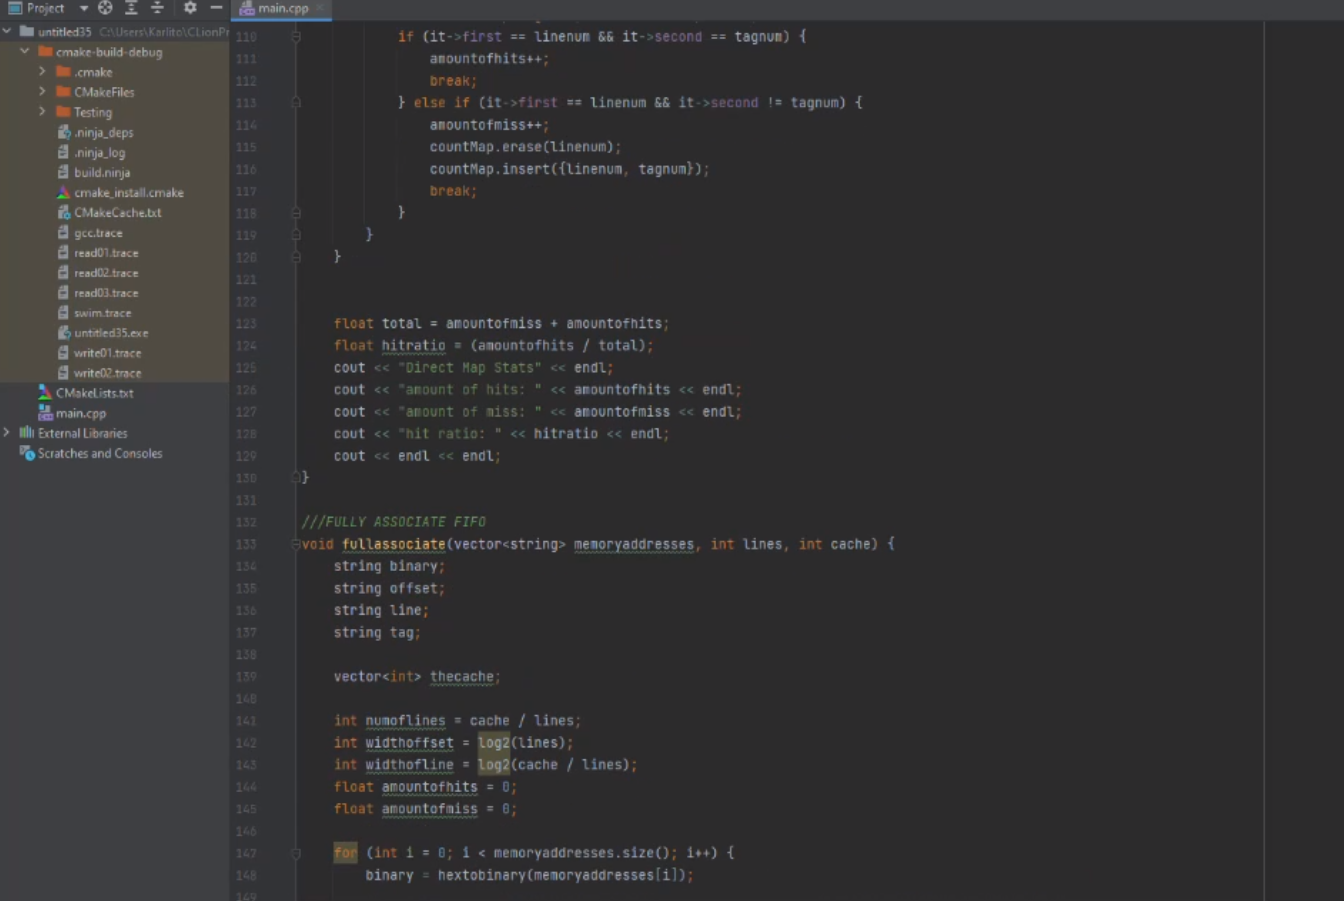 Project
main.cpp
untitled35 C:\Users\Karlito\CLionPr
cmake-build-debug
.cmake
CMakeFiles
Testing
.ninja_deps
.ninja_log
build.ninja
cmake_install.cmake
CMakeCache.txt
gcc.trace
read01.trace
read02.trace
read03.trace
swim.trace
untitled35.exe
write01.trace
write02.trace
CMakeLists.txt
main.cpp
External Libraries
Scratches and Consoles
110 if (it->first == linenum && it->second == tagnum) {
111 amountofhits++;
112 break;
113 } else if (it->first == linenum && it->second != tagnum) {
114 amountofmiss++;
115 countMap.erase(linenum);
116 countMap.insert({linenum, tagnum});
117 break;
118 }
119 }
120 }
121
122
123 float total = amountofmiss + amountofhits;
124 float hitratio = (amountofhits / total);
125 cout << "Direct Map Stats" << endl;
126 cout << "amount of hits: " << amountofhits << endl;
127 cout << "amount of miss: " << amountofmiss << endl;
128 cout << "hit ratio: " << hitratio << endl;
129 cout << endl << endl;
130 }
131
132 ///FULLY ASSOCIATE FIFO
133 void fullassociate(vector<string> memoryaddresses, int lines, int cache) {
134 string binary;
135 string offset;
136 string line;
137 string tag;
138
139 vector<int> thecache;
140
141 int numoflines = cache / lines;
142 int widthoffset = log2(lines);
143 int widthofline = log2(cache / lines);
144 float amountofhits = 0;
145 float amountofmiss = 0;
146
147 for (int i = 0; i < memoryaddresses.size(); i++) {
148 binary = hextobinary(memoryaddresses[i]);
149